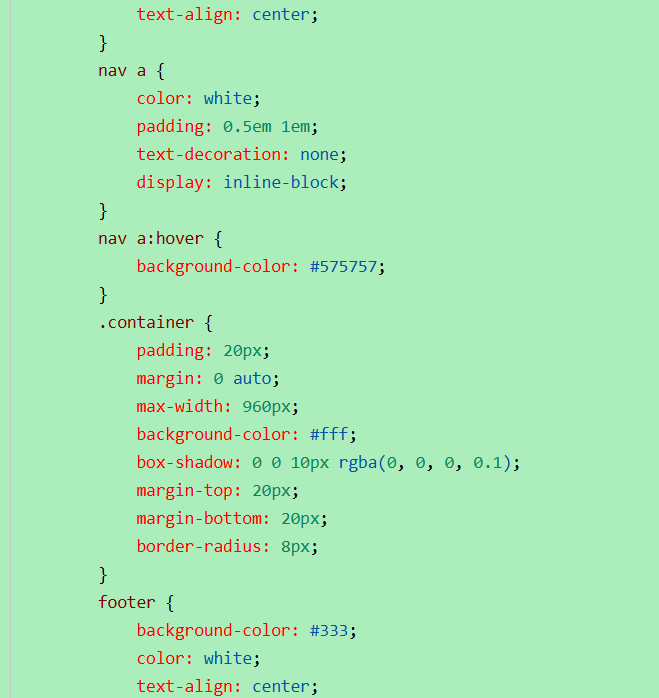 text-align: center;
}
nav a {
color: white;
padding: 0.5em 1em;
text-decoration: none;
display: inline-block;
}
nav a:hover {
background-color: #575757;
}
.container {
padding: 20px;
margin: 0 auto;
max-width: 960px;
background-color: #fff;
box-shadow: 0 0 10px rgba(0, 0, 0, 0.1);
margin-top: 20px;
margin-bottom: 20px;
border-radius: 8px;
}
footer {
background-color: #333;
color: white;
text-align: center;